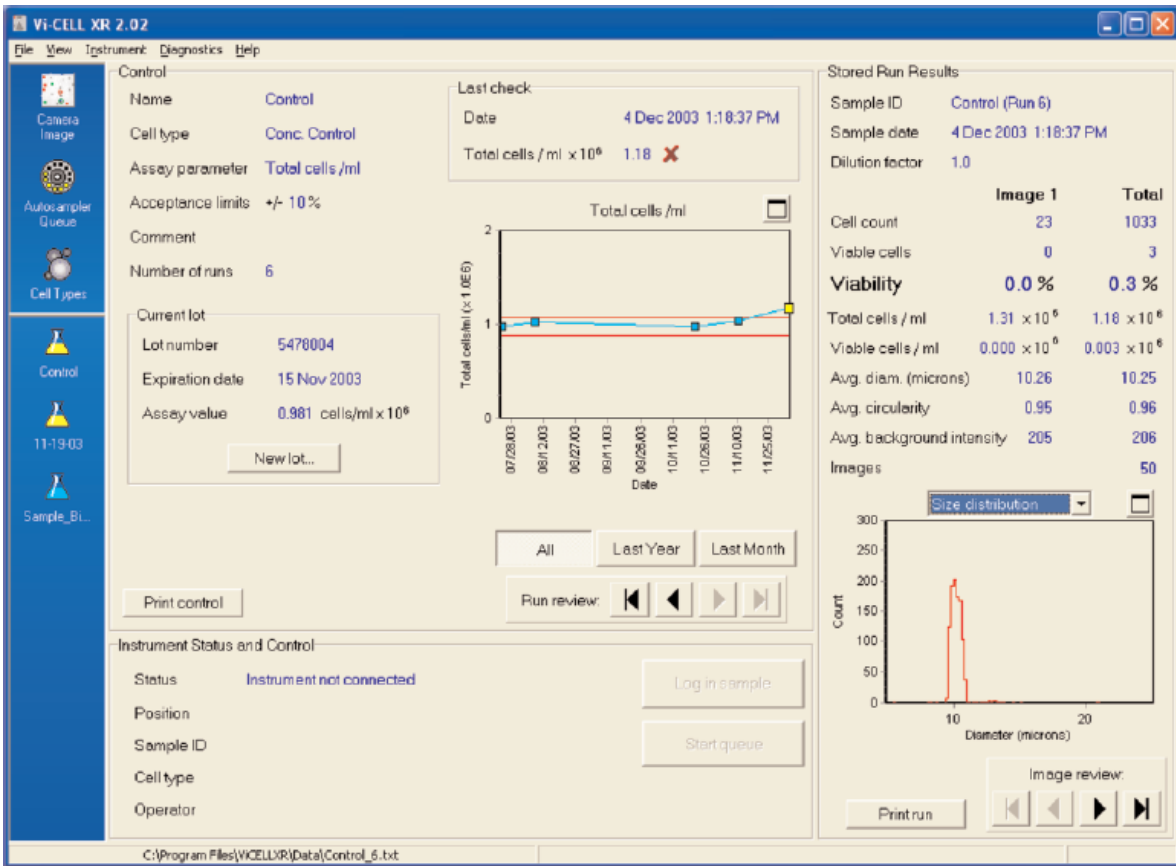 Vi-CELL XR 2.02
File View Instrument Diagnostics Help
Camera
Image
Autosampler
Queue
Cell Types
Control
11-19-03
Sample_Bi...
Control
Name Control
Cell type Conc. Control
Assay parameter Total cells /ml
Acceptance limits +/- 10 %
Comment
Number of runs 6
Current lot
Lot number 5478004
Expiration date 15 Nov 2003
Assay value 0.981 cells/ml x 10⁶
New lot...
Print control
Last check
Date 4 Dec 2003 1:18:37 PM
Total cells / ml x10⁶ 1.18 ✗
Total cells /ml
Total cells/ml (x 1.0E6)
2
1
0
07/28/03 08/12/03 08/27/03 09/11/03 09/26/03 10/11/03 10/26/03 11/10/03 11/25/03
Date
All Last Year Last Month
Run review:
Instrument Status and Control
Status Instrument not connected
Position
Sample ID
Cell type
Operator
Log in sample
Start queue
Stored Run Results
Sample ID Control (Run 6)
Sample date 4 Dec 2003 1:18:37 PM
Dilution factor 1.0
Image 1 Total
Cell count 23 1033
Viable cells 0 3
Viability 0.0 % 0.3 %
Total cells / ml 1.31 x10⁶ 1.18 x10⁶
Viable cells / ml 0.000 x10⁶ 0.003 x10⁶
Avg. diam. (microns) 10.26 10.25
Avg. circularity 0.95 0.96
Avg. background intensity 205 206
Images 50
Size distribution
Count
300
250
200
150
100
50
0
10 20
Diameter (microns)
Image review:
Print run
C:\Program Files\ViCELLXR\Data\Control_6.txt